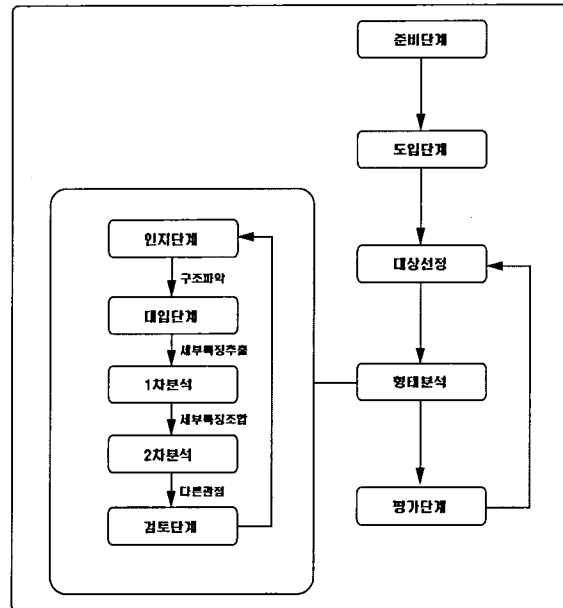 준비단계
도입단계
대상선정
형태분석
평가단계
인지단계
구조파악
대입단계
세부특징추출
1차분석
세부특징조합
2차분석
다른관점
검토단계